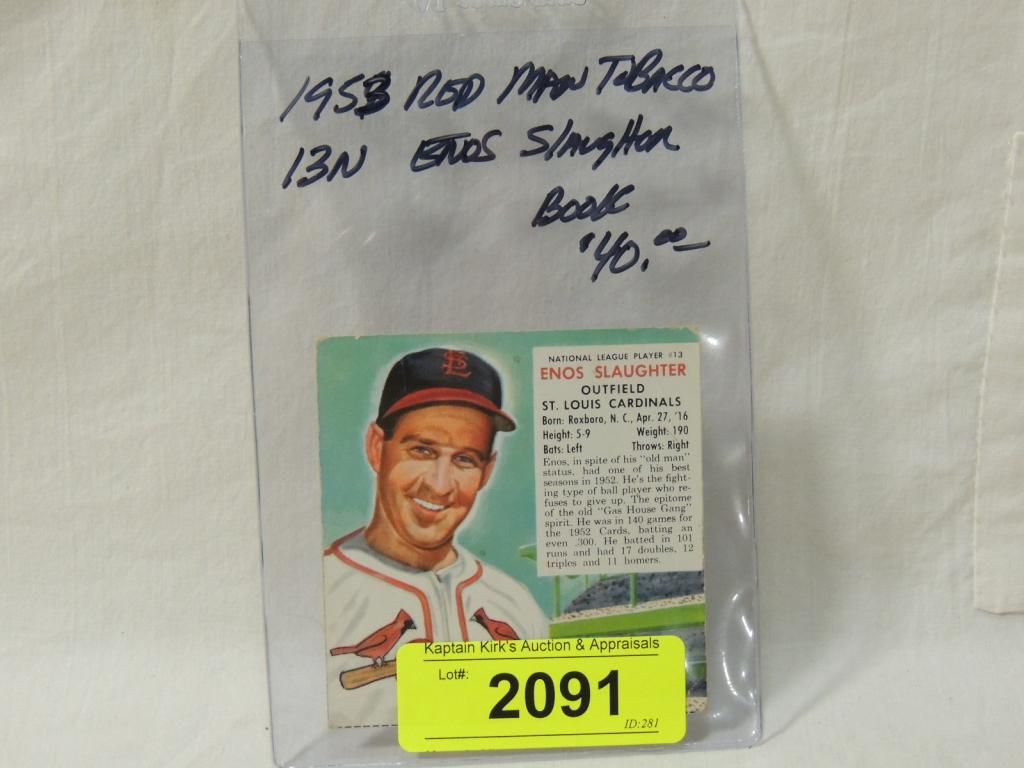 1953 RED MAN TOBACCO
13N ENOS Slaughter
BOOK
$40.00
NATIONAL LEAGUE PLAYER #13
ENOS SLAUGHTER
OUTFIELD
ST. LOUIS CARDINALS
Born: Roxboro, N. C., Apr. 27, '16
Height: 5-9 Weight: 190
Bats: Left Throws: Right
Enos, in spite of his "old man"
status, had one of his best
seasons in 1952. He's the fight-
ing type of ball player who re-
fuses to give up. The epitome
of the old "Gas House Gang"
spirit. He was in 140 games for
the 1952 Cards, batting an
even .300. He batted in 101
runs and had 17 doubles, 12
triples and 11 homers.
Kaptain Kirk's Auction & Appraisals
Lot#:
2091
ID:281